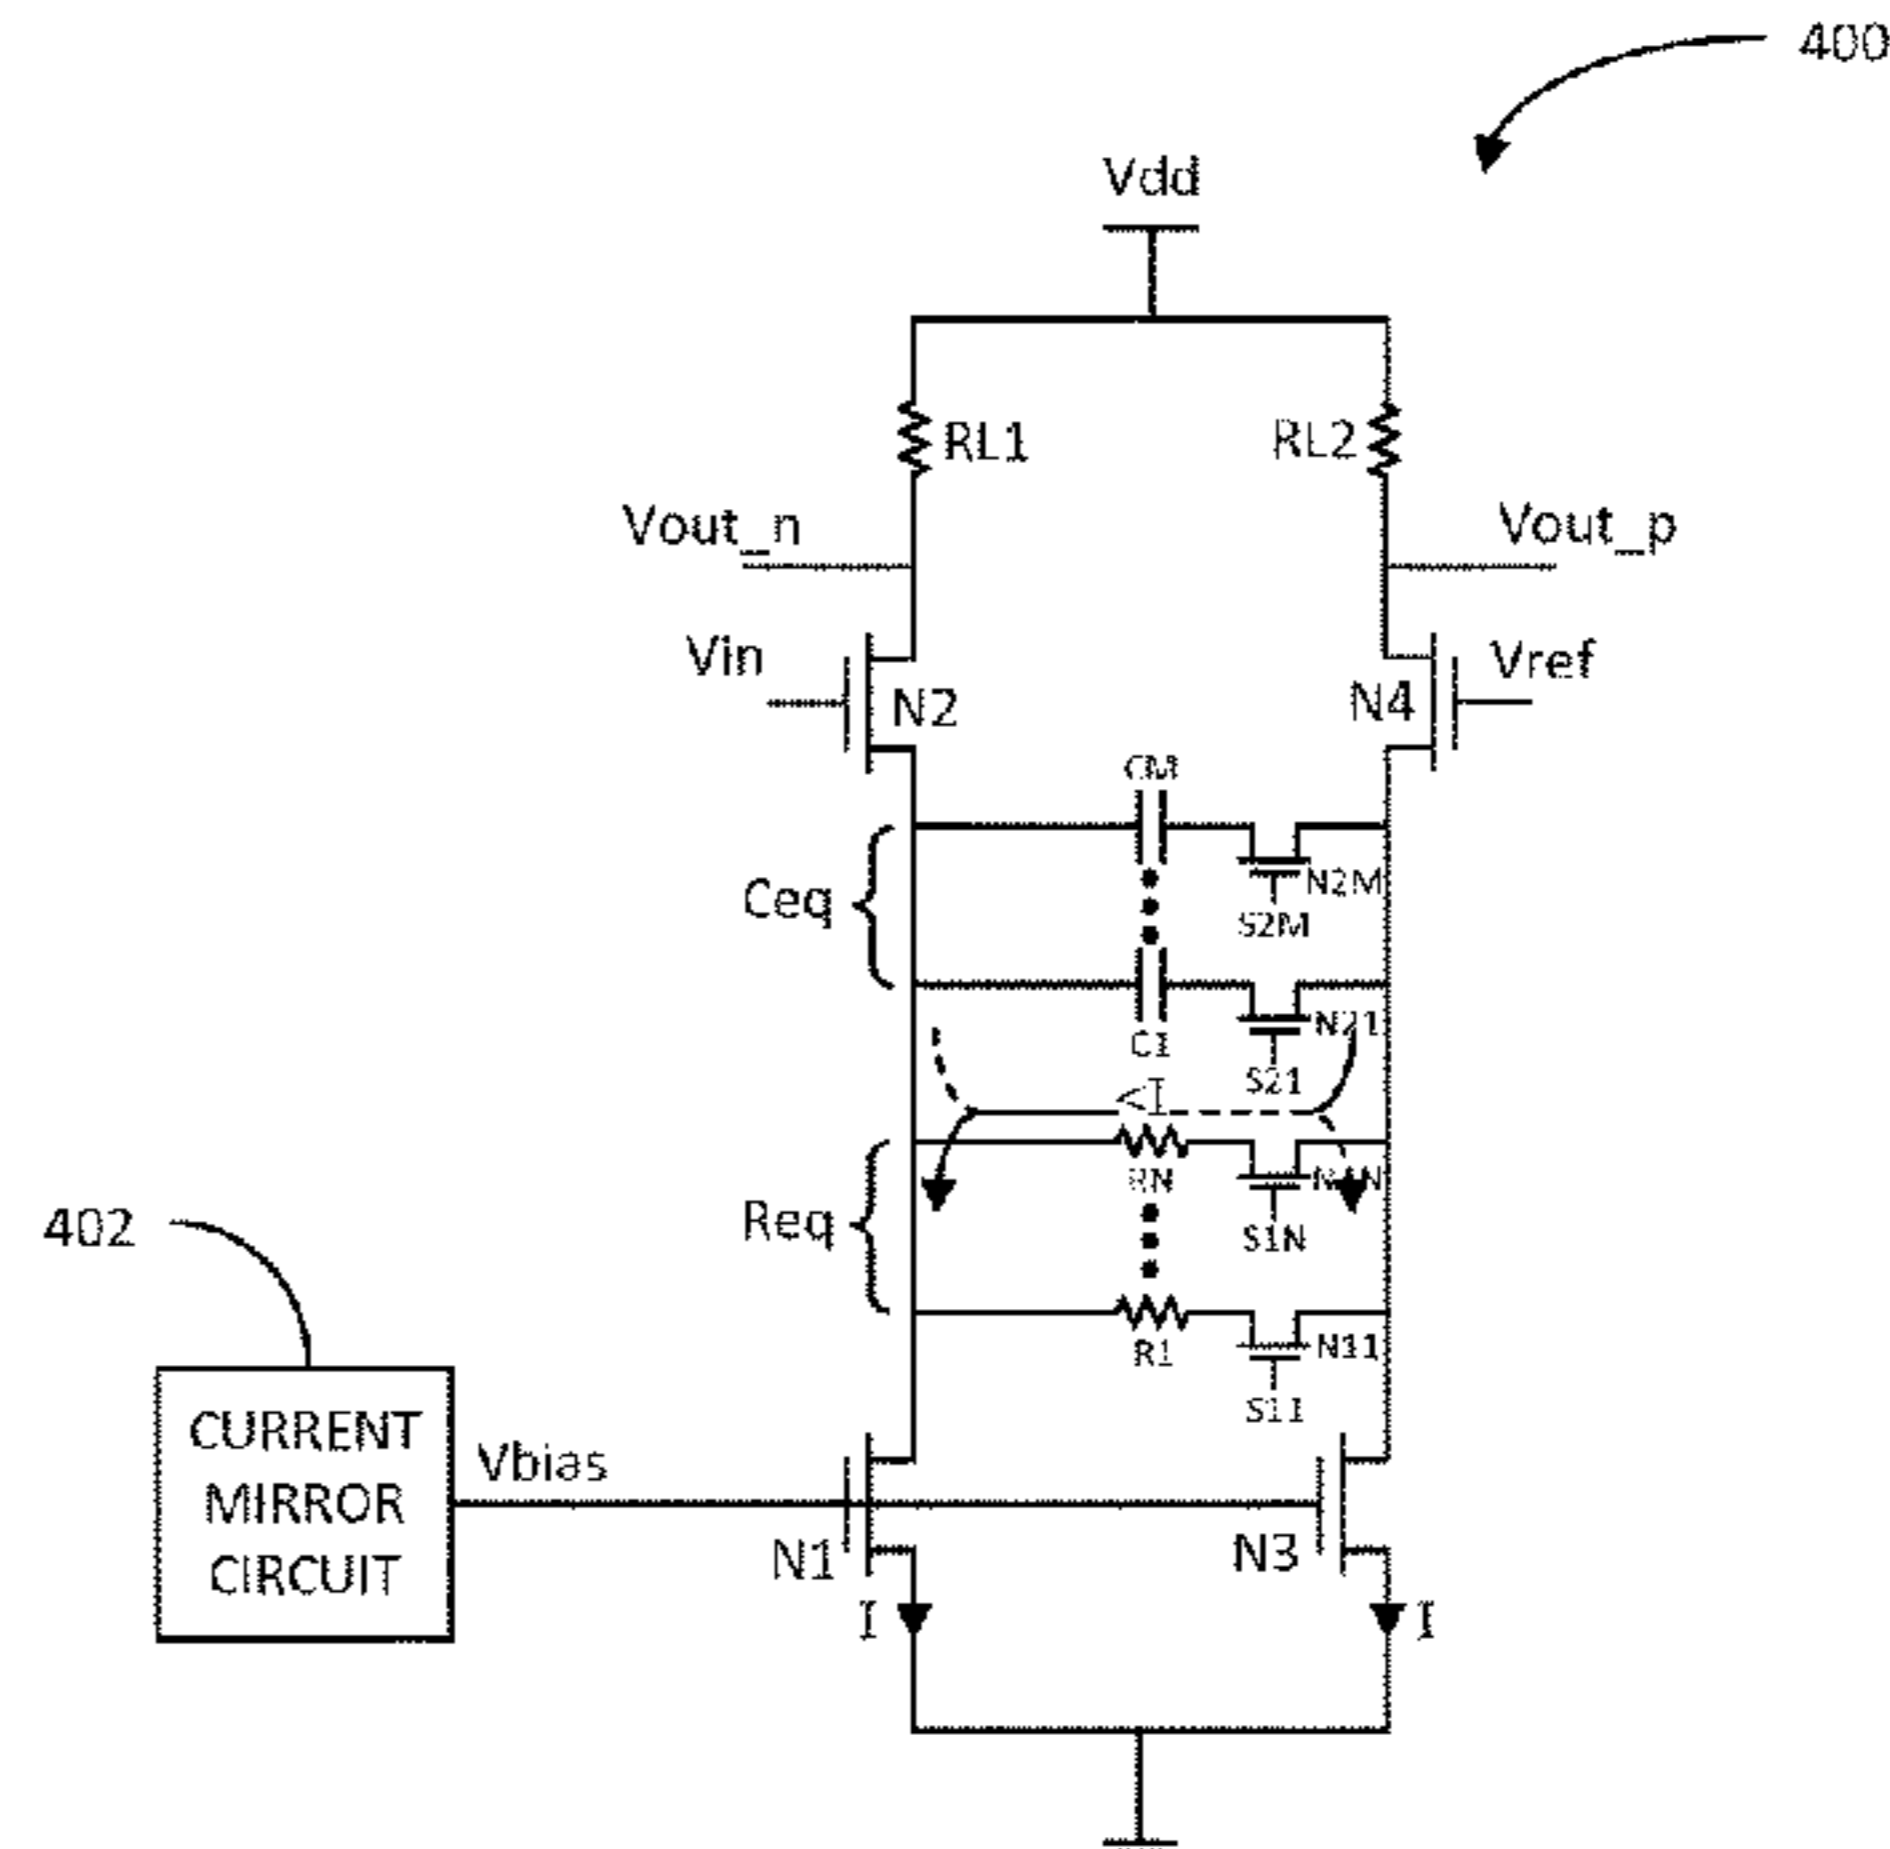 400
Vdd
RL1
RL2
Vout_n
Vout_p
Vin
Vref
N2
N4
CM
N2M
S2M
Ceq
C1
N21
S21
<I
RN
S1N
Req
402
R1
N11
S11
CURRENT
MIRROR
CIRCUIT
Vbias
N1
N3
I
I